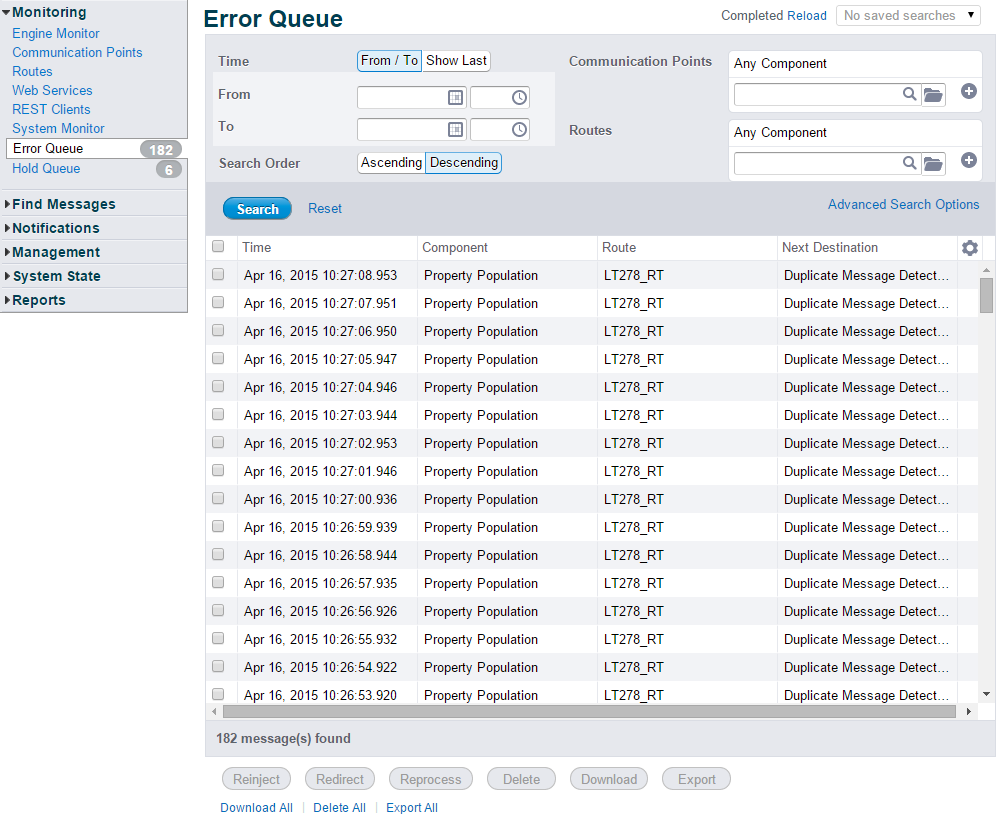 Monitoring
Engine Monitor
Communication Points
Routes
Web Services
REST Clients
System Monitor
Error Queue 182
Hold Queue 6
Find Messages
Notifications
Management
System State
Reports
Error Queue
Completed Reload No saved searches
Time From / To Show Last
From
To
Search Order Ascending Descending
Communication Points Any Component
Routes Any Component
Search Reset Advanced Search Options
Time Component Route Next Destination
Apr 16, 2015 10:27:08.953 Property Population LT278_RT Duplicate Message Detect...
Apr 16, 2015 10:27:07.951 Property Population LT278_RT Duplicate Message Detect...
Apr 16, 2015 10:27:06.950 Property Population LT278_RT Duplicate Message Detect...
Apr 16, 2015 10:27:05.947 Property Population LT278_RT Duplicate Message Detect...
Apr 16, 2015 10:27:04.946 Property Population LT278_RT Duplicate Message Detect...
Apr 16, 2015 10:27:03.944 Property Population LT278_RT Duplicate Message Detect...
Apr 16, 2015 10:27:02.953 Property Population LT278_RT Duplicate Message Detect...
Apr 16, 2015 10:27:01.946 Property Population LT278_RT Duplicate Message Detect...
Apr 16, 2015 10:27:00.936 Property Population LT278_RT Duplicate Message Detect...
Apr 16, 2015 10:26:59.939 Property Population LT278_RT Duplicate Message Detect...
Apr 16, 2015 10:26:58.944 Property Population LT278_RT Duplicate Message Detect...
Apr 16, 2015 10:26:57.935 Property Population LT278_RT Duplicate Message Detect...
Apr 16, 2015 10:26:56.926 Property Population LT278_RT Duplicate Message Detect...
Apr 16, 2015 10:26:55.932 Property Population LT278_RT Duplicate Message Detect...
Apr 16, 2015 10:26:54.922 Property Population LT278_RT Duplicate Message Detect...
Apr 16, 2015 10:26:53.920 Property Population LT278_RT Duplicate Message Detect...
182 message(s) found
Reinject Redirect Reprocess Delete Download Export
Download All Delete All Export All